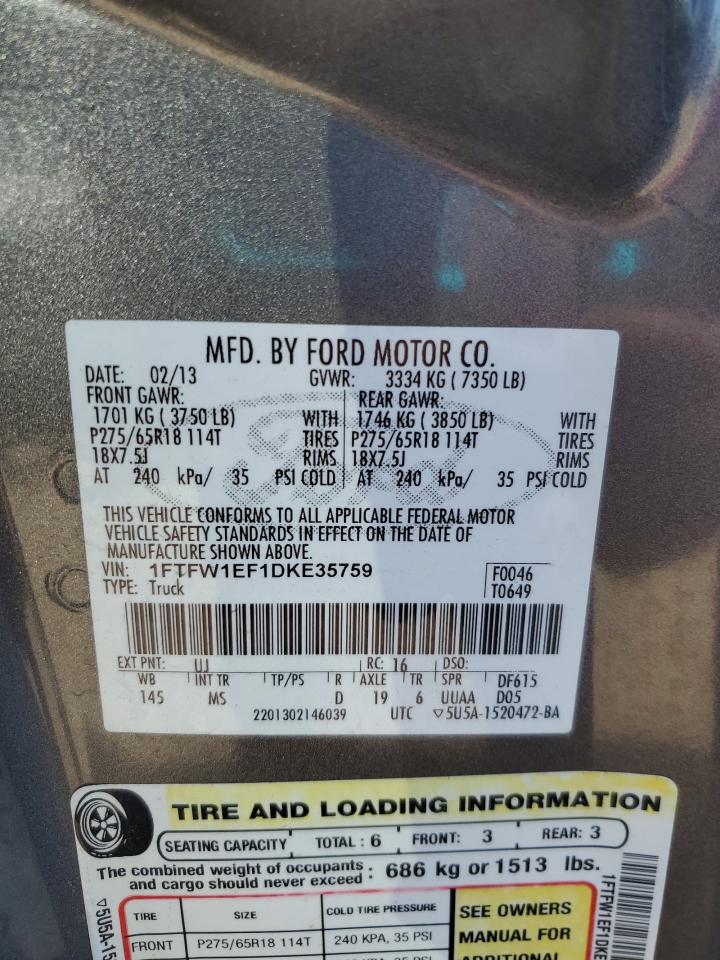 MFD. BY FORD MOTOR CO.
DATE: 02/13 GVWR: 3334 KG ( 7350 LB)
FRONT GAWR: REAR GAWR:
1701 KG ( 3750 LB) WITH 1746 KG ( 3850 LB) WITH
P275/65R18 114T TIRES P275/65R18 114T TIRES
18X7.5J RIMS 18X7.5J RIMS
AT 240 kPa/ 35 PSI COLD AT 240 kPa/ 35 PSI COLD
THIS VEHICLE CONFORMS TO ALL APPLICABLE FEDERAL MOTOR
VEHICLE SAFETY STANDARDS IN EFFECT ON THE DATE OF
MANUFACTURE SHOWN ABOVE.
VIN: 1FTFW1EF1DKE35759 F0046
TYPE: Truck T0649
EXT PNT: UJ RC: 16 DSO:
WB INT TR TP/PS R AXLE TR SPR DF615
145 MS D 19 6 UUAA D05
2201302146039 UTC ▽5U5A-1520472-BA
TIRE AND LOADING INFORMATION
SEATING CAPACITY TOTAL : 6 FRONT: 3 REAR: 3
The combined weight of occupants and cargo should never exceed : 686 kg or 1513 lbs.
TIRE SIZE COLD TIRE PRESSURE SEE OWNERS
FRONT P275/65R18 114T 240 KPA, 35 PSI MANUAL FOR
ADDITIONAL
▽5U5A-15
1FTFW1EF1DKE